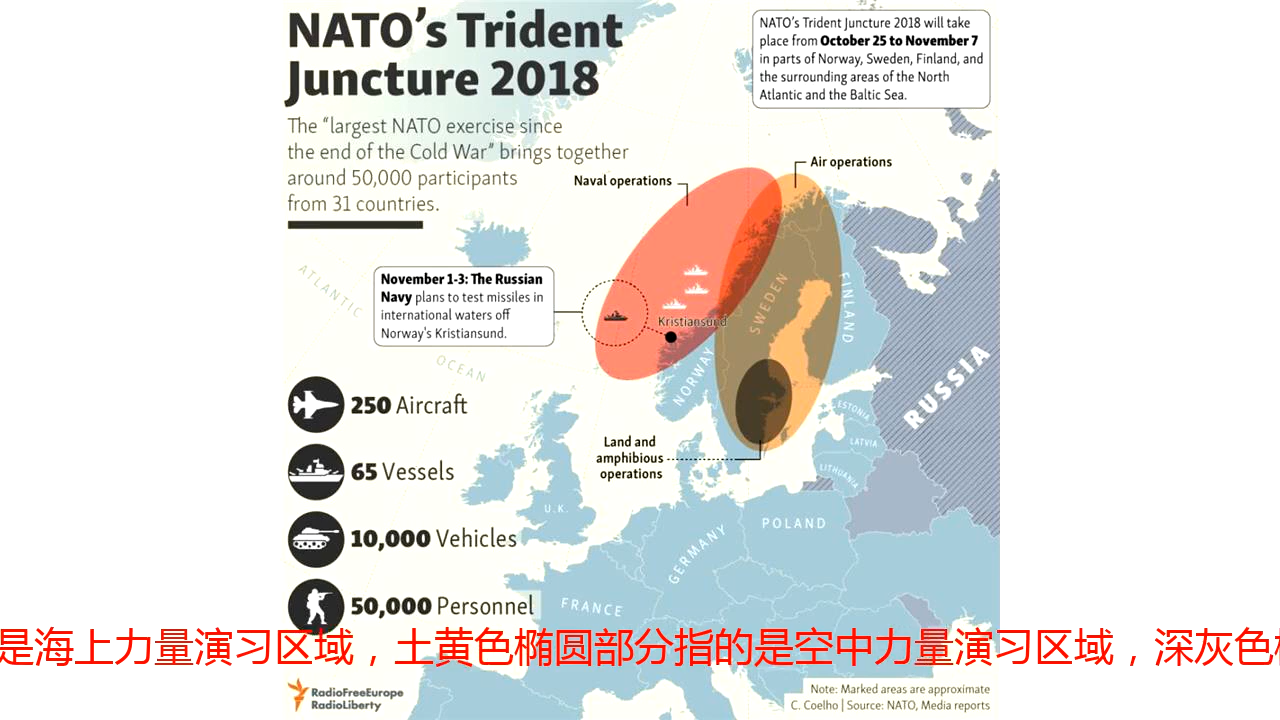 NATO's Trident
Juncture 2018
The "largest NATO exercise since
the end of the Cold War" brings together
around 50,000 participants
from 31 countries.
NATO's Trident Juncture 2018 will take
place from October 25 to November 7
in parts of Norway, Sweden, Finland, and
the surrounding areas of the North
Atlantic and the Baltic Sea.
Naval operations
Air operations
November 1-3: The Russian
Navy plans to test missiles in
international waters off
Norway's Kristiansund.
ATLANTIC
OCEAN
Kristiansund
NORWAY
SWEDEN
FINLAND
RUSSIA
ESTONIA
LATVIA
LITHUANIA
Land and
amphibious
operations
250 Aircraft
65 Vessels
10,000 Vehicles
50,000 Personnel
U.K.
GERMANY
POLAND
FRANCE
是海上力量演习区域，土黄色椭圆部分指的是空中力量演习区域，深灰色
RadioFreeEurope
RadioLiberty
Note: Marked areas are approximate
C. Coelho | Source: NATO, Media reports